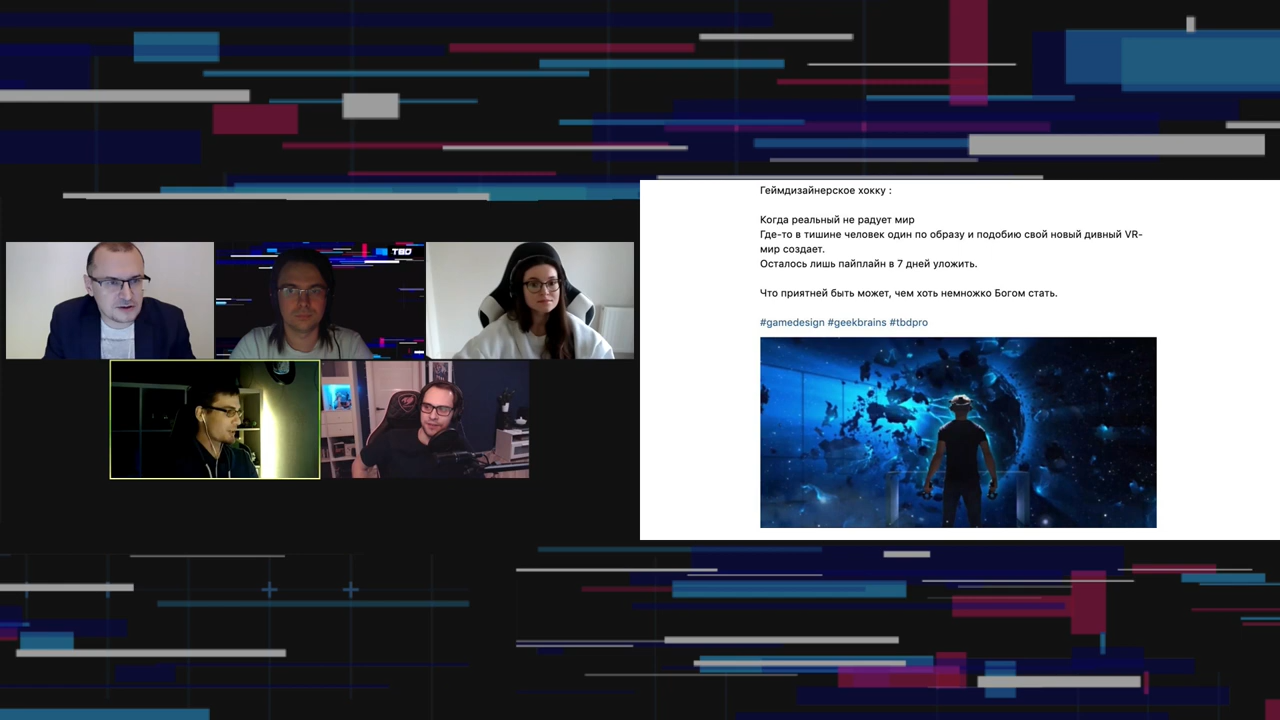 TBD
Геймдизайнерское хокку :
Когда реальный не радует мир
Где-то в тишине человек один по образу и подобию свой новый дивный VR-
мир создает.
Осталось лишь пайплайн в 7 дней уложить.
Что приятней быть может, чем хоть немножко Богом стать.
#gamedesign #geekbrains #tbdpro